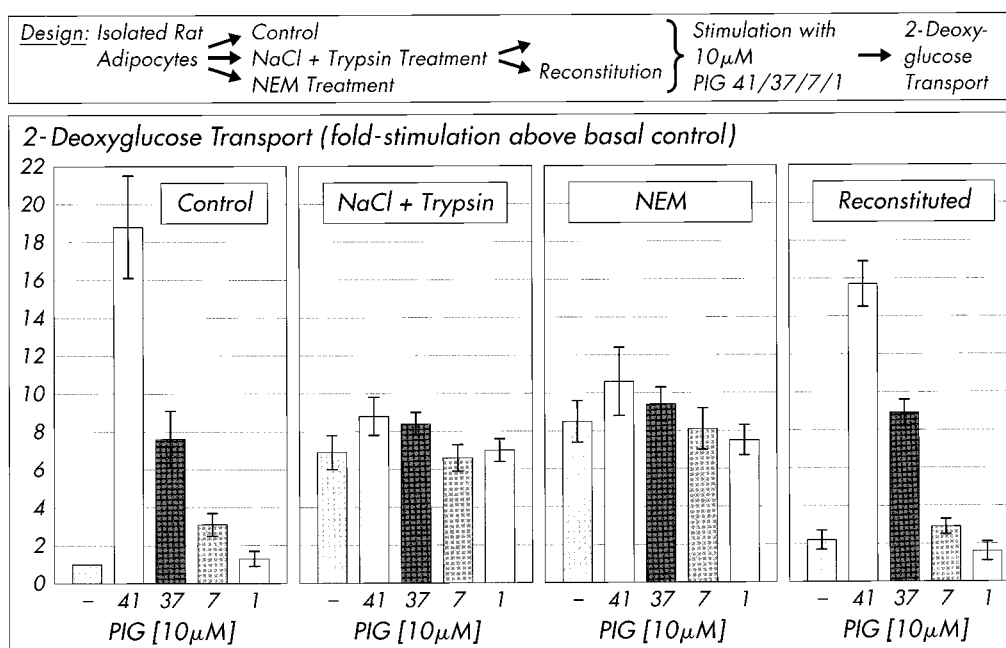 Design: Isolated Rat Adipocytes
Control
NaCl + Trypsin Treatment
NEM Treatment
Reconstitution
Stimulation with
10µM
PIG 41/37/7/1
2-Deoxy-
glucose
Transport
2-Deoxyglucose Transport (fold-stimulation above basal control)
22
20
18
16
14
12
10
8
6
4
2
0
Control
– 41 37 7 1
PIG [10µM]
NaCl + Trypsin
– 41 37 7 1
PIG [10µM]
NEM
– 41 37 7 1
PIG [10µM]
Reconstituted
– 41 37 7 1
PIG [10µM]